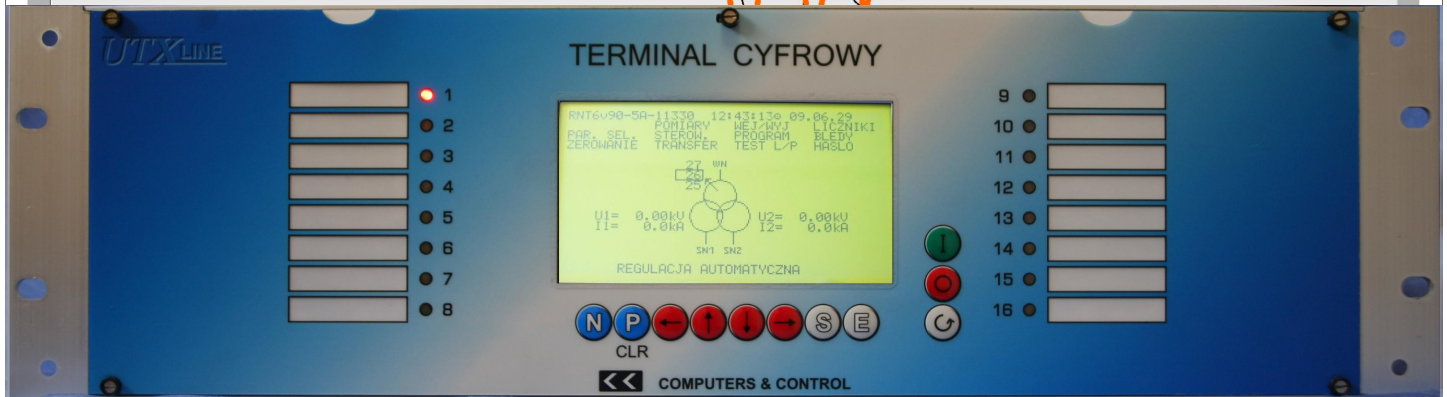 UTXLINE
TERMINAL CYFROWY
1
2
3
4
5
6
7
8
RNT6v90-5A-11330 12:43:13 09.06.29
POMIARY WEJ/WYJ LICZNIKI
PAR. SEL. STEROW. PROGRAM BLEDY
ZEROWANIE TRANSFER TEST L/P HASLO
27 WN
26
25
U1= 0.00kV U2= 0.00kV
I1= 0.0kA I2= 0.0kA
SN1 SN2
REGULACJA AUTOMATYCZNA
9
10
11
12
13
14
15
16
I
O
N P ← ↑ ↓ → S E
CLR
COMPUTERS & CONTROL